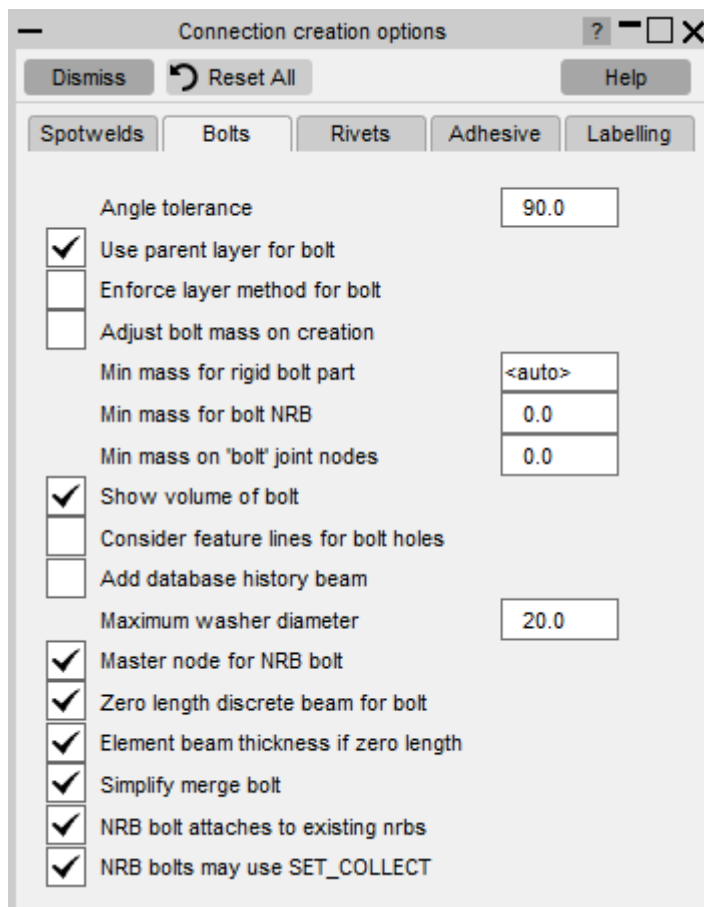 Connection creation options ?
Dismiss Reset All Help
Spotwelds Bolts Rivets Adhesive Labelling
Angle tolerance 90.0
Use parent layer for bolt
Enforce layer method for bolt
Adjust bolt mass on creation
Min mass for rigid bolt part <auto>
Min mass for bolt NRB 0.0
Min mass on 'bolt' joint nodes 0.0
Show volume of bolt
Consider feature lines for bolt holes
Add database history beam
Maximum washer diameter 20.0
Master node for NRB bolt
Zero length discrete beam for bolt
Element beam thickness if zero length
Simplify merge bolt
NRB bolt attaches to existing nrbs
NRB bolts may use SET_COLLECT